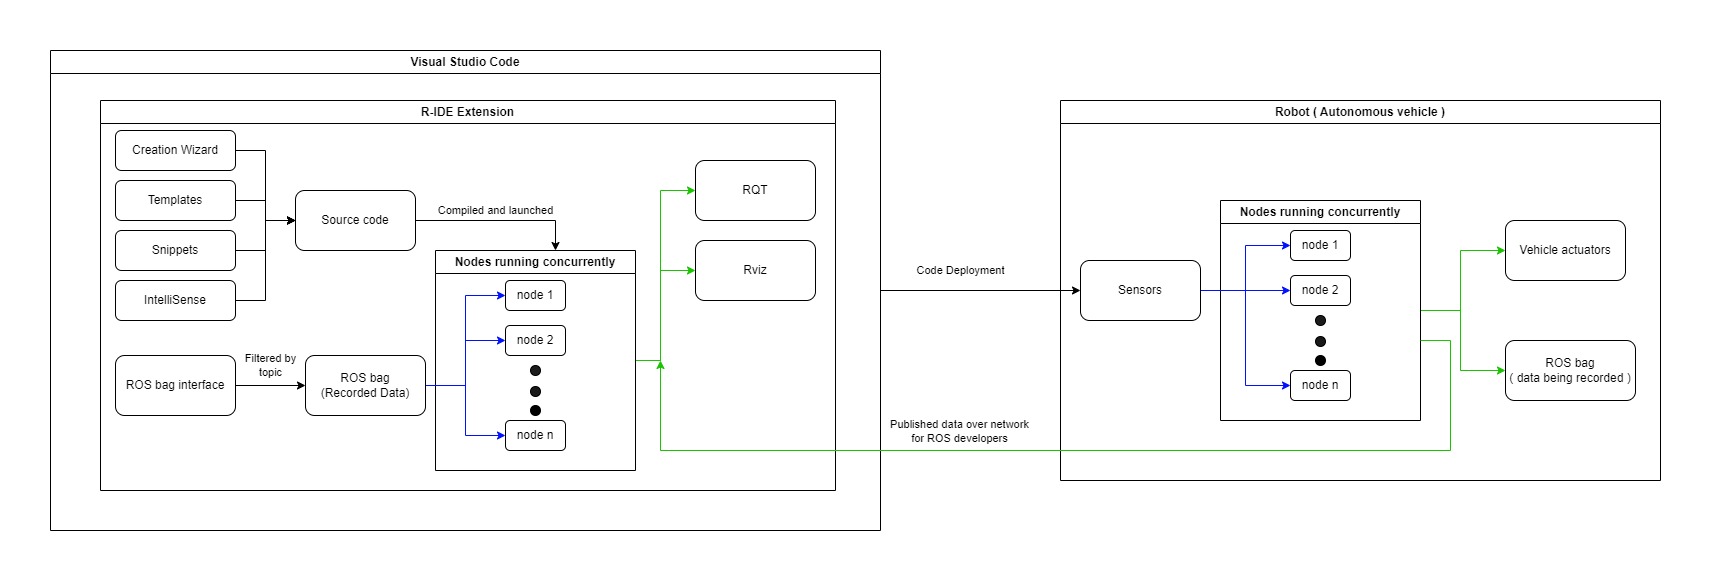 Visual Studio Code
R-IDE Extension
Creation Wizard
Templates
Snippets
IntelliSense
Source code
Compiled and launched
ROS bag interface
Filtered by
topic
ROS bag
(Recorded Data)
Nodes running concurrently
node 1
node 2
node n
RQT
Rviz
Code Deployment
Published data over network
for ROS developers
Robot ( Autonomous vehicle )
Sensors
Nodes running concurrently
node 1
node 2
node n
Vehicle actuators
ROS bag
( data being recorded )